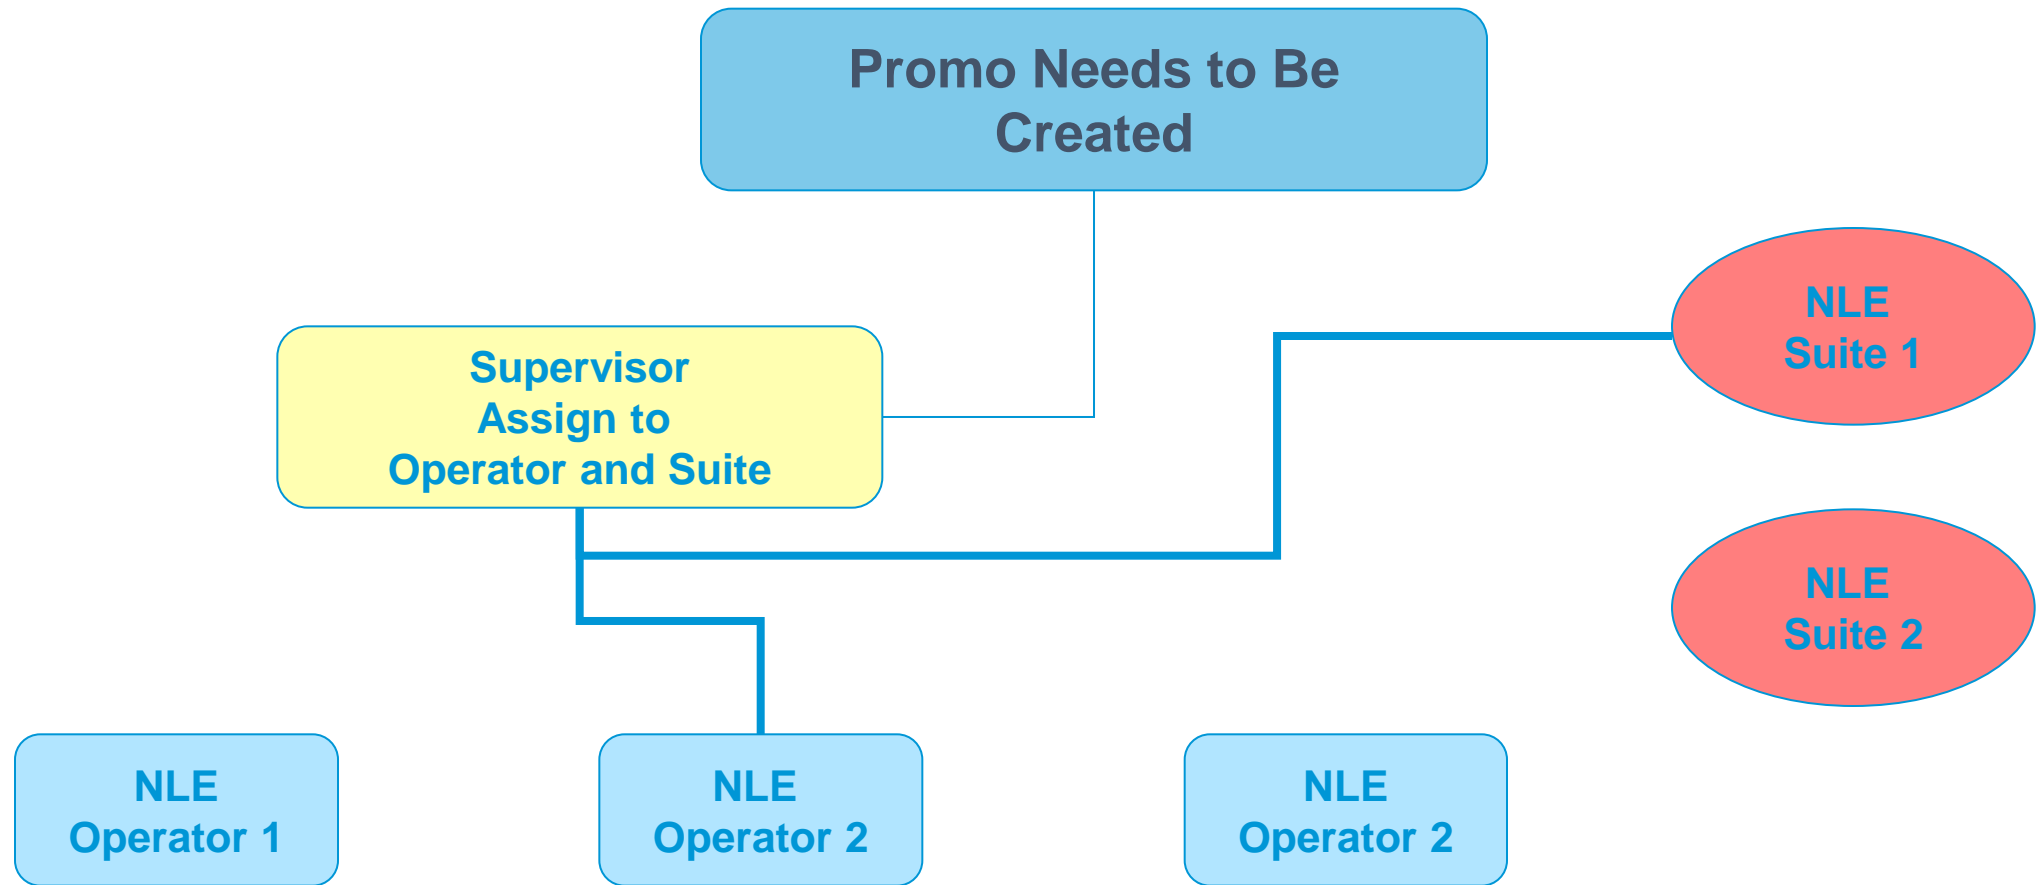 Promo Needs to Be
Created
NLE
Suite 1
Supervisor
Assign to
Operator and Suite
NLE
Suite 2
NLE
Operator 1
NLE
Operator 2
NLE
Operator 2